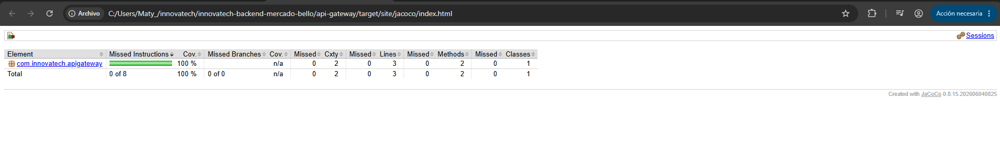 Archivo C:/Users/Maty_/innovatech/innovatech-backend-mercado-bello/api-gateway/target/site/jacoco/index.html Acción necesaria
Sessions
Element Missed Instructions Cov. Missed Branches Cov. Missed Cxty Missed Lines Missed Methods Missed Classes
com.innovatech.apigateway 100 % n/a 0 2 0 3 0 2 0 1
Total 0 of 8 100 % 0 of 0 n/a 0 2 0 3 0 2 0 1
Created with JaCoCo 0.8.15.202606040825